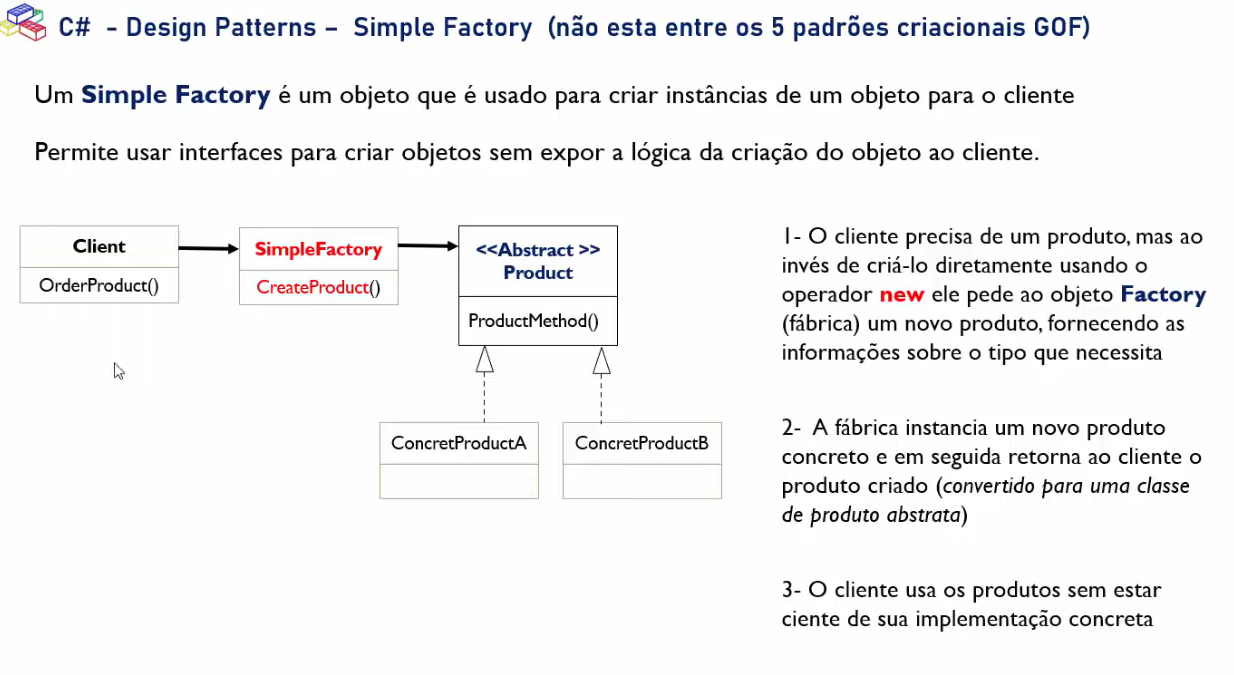 C# - Design Patterns – Simple Factory (não esta entre os 5 padrões criacionais GOF)
Um Simple Factory é um objeto que é usado para criar instâncias de um objeto para o cliente
Permite usar interfaces para criar objetos sem expor a lógica da criação do objeto ao cliente.
Client
OrderProduct()
SimpleFactory
CreateProduct()
<<Abstract >>
Product
ProductMethod()
ConcretProductA
ConcretProductB
1- O cliente precisa de um produto, mas ao
invés de criá-lo diretamente usando o
operador new ele pede ao objeto Factory
(fábrica) um novo produto, fornecendo as
informações sobre o tipo que necessita
2- A fábrica instancia um novo produto
concreto e em seguida retorna ao cliente o
produto criado (convertido para uma classe
de produto abstrata)
3- O cliente usa os produtos sem estar
ciente de sua implementação concreta